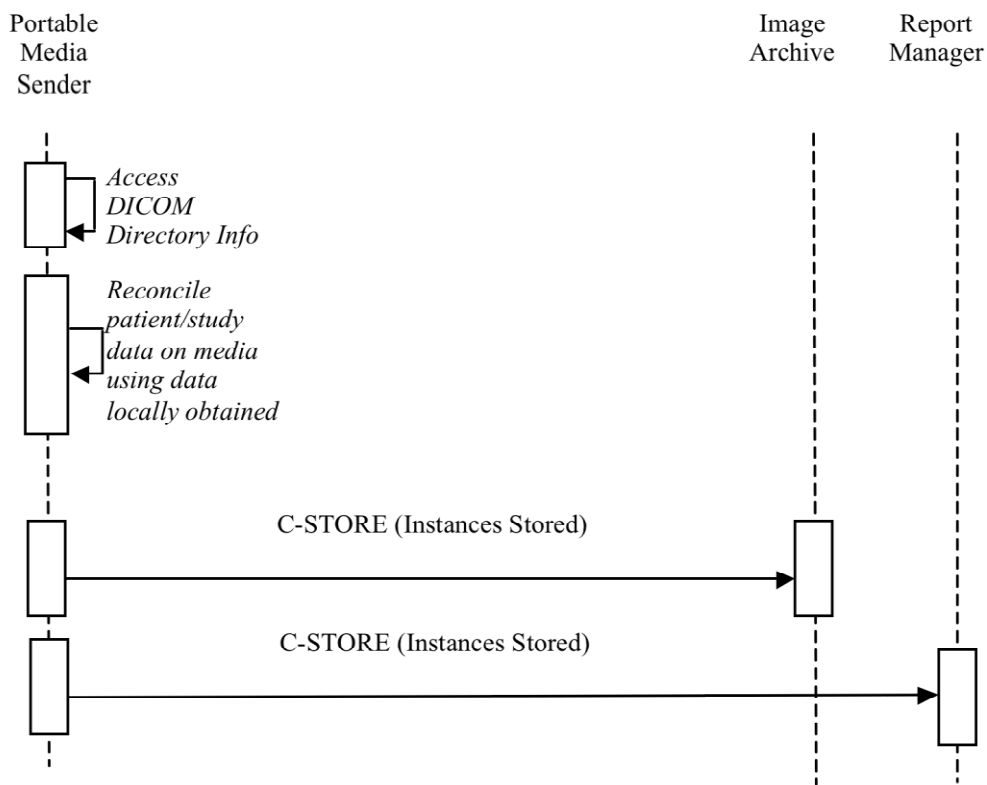 Portable
Media
Sender
Image
Archive
Report
Manager
Access
DICOM
Directory Info
Reconcile
patient/study
data on media
using data
locally obtained
C-STORE (Instances Stored)
C-STORE (Instances Stored)